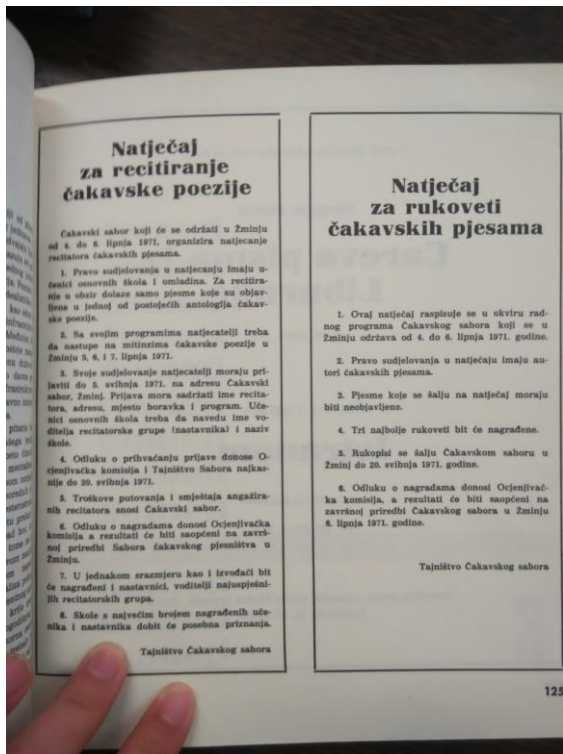 Natječaj
za recitiranje
čakavske poezije
Čakavski sabor koji će se održati u Žminju
od 4. do 6. lipnja 1971, organizira natjecanje
recitatora čakavskih pjesama.
1. Pravo sudjelovanja u natjecanju imaju u-
čenici osnovnih škola i omladina. Za recitira-
nje u obzir dolaze samo pjesme koje su objav-
ljene u jednoj od postojećih antologija čakav-
ske poezije.
2. Sa svojim programima natjecatelji treba
da nastupe na mitinzima čakavske poezije u
Žminju 5, 6, i 7. lipnja 1971.
3. Svoje sudjelovanje natjecatelji moraju pri-
javiti do 5. svibnja 1971. na adresu Čakavski
sabor, Žminj. Prijava mora sadržati ime recita-
tora, adresu, mjesto boravka i program. Uče-
nici osnovnih škola treba da navedu ime vo-
ditelja recitatorske grupe (nastavnika) i naziv
škole.
4. Odluku o prihvaćanju prijave donose O-
cjenjivačka komisija i Tajništvo Sabora najkas-
nije do 20. svibnja 1971.
5. Troškove putovanja i smještaja angažira-
nih recitatora snosi Čakavski sabor.
6. Odluku o nagradama donosi Ocjenjivačka
komisija a rezultati će biti saopćeni na završ-
noj priredbi Sabora čakavskog pjesništva u
Žminju.
7. U jednakom srazmjeru kao i izvođači bit
će nagrađeni i nastavnici, voditelji najuspješni-
jih recitatorskih grupa.
8. Škole s najvećim brojem nagrađenih uče-
nika i nastavnika dobit će posebna priznanja.
Tajništvo Čakavskog sabora
Natječaj
za rukoveti
čakavskih pjesama
1. Ovaj natječaj raspisuje se u okviru rad-
nog programa Čakavskog sabora koji se u
Žminju održava od 4. do 6. lipnja 1971. godine.
2. Pravo sudjelovanja u natječaju imaju au-
tori čakavskih pjesama.
3. Pjesme koje se šalju na natječaj moraju
biti neobjavljene.
4. Tri najbolje rukoveti bit će nagrađene.
5. Rukopisi se šalju Čakavskom saboru u
Žminj do 20. svibnja 1971. godine.
6. Odluku o nagradama donosi Ocjenjivač-
ka komisija, a rezultati će biti saopćeni na
završnoj priredbi Čakavskog sabora u Žminju
6. lipnja 1971. godine.
Tajništvo Čakavskog sabora
125